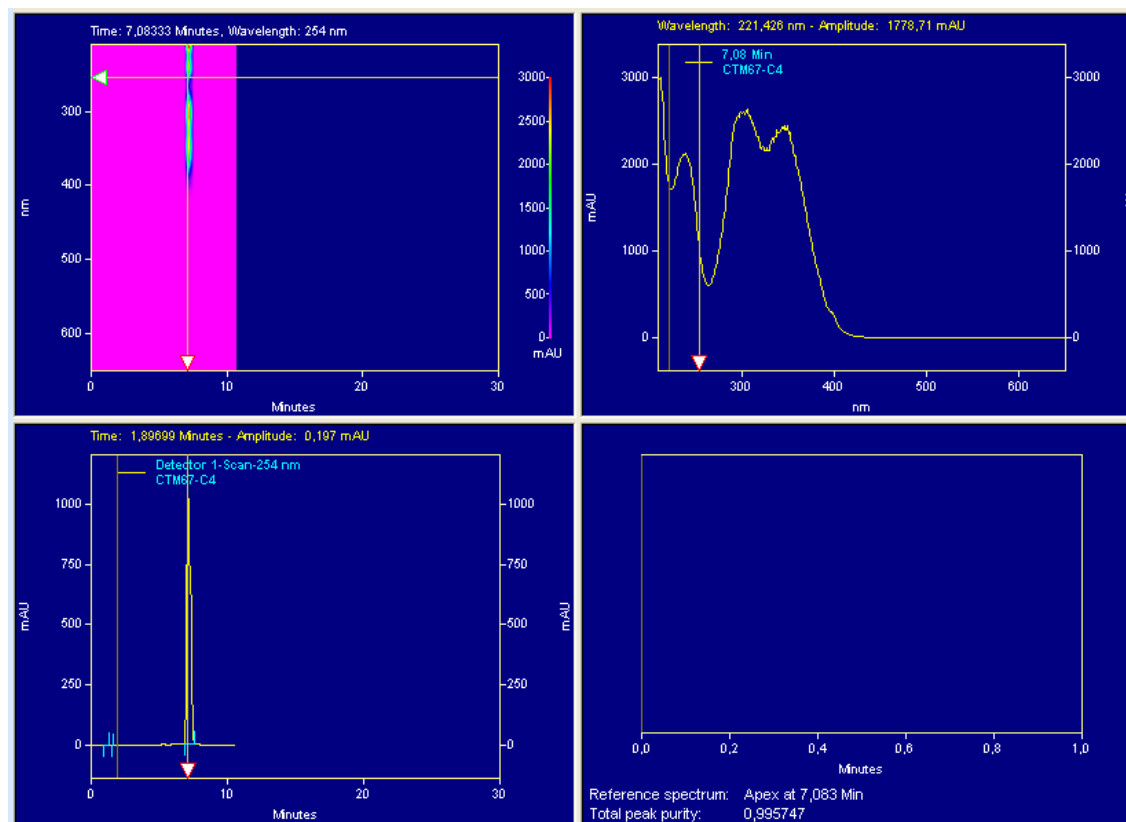 Time: 7,08333 Minutes, Wavelength: 254 nm
300
400
500
600
nm
0
10
20
30
Minutes
3000
2500
2000
1500
1000
500
0
mAU
Wavelength: 221,426 nm - Amplitude: 1778,71 mAU
7,08 Min
CTM67-C4
3000
2000
1000
0
mAU
3000
2000
1000
0
300
400
500
600
nm
Time: 1,89699 Minutes - Amplitude: 0,197 mAU
Detector 1-Scan-254 nm
CTM67-C4
1000
750
500
250
0
mAU
1000
750
500
250
0
mAU
0
10
20
30
Minutes
0,0
0,2
0,4
0,6
0,8
1,0
Minutes
Reference spectrum: Apex at 7,083 Min
Total peak purity: 0,995747